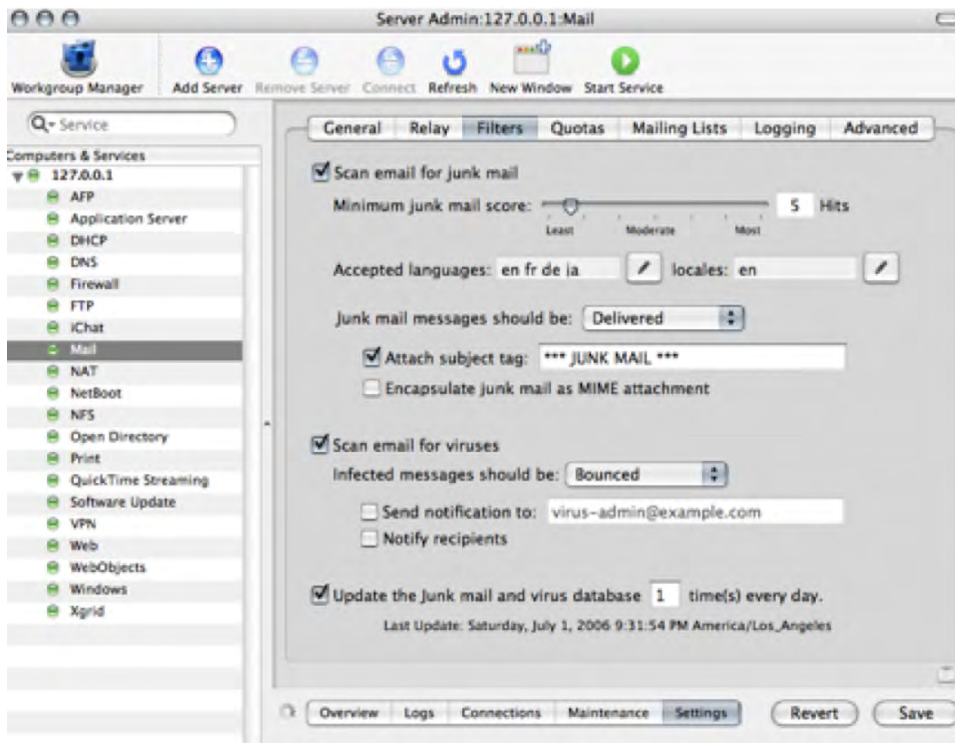 Server Admin:127.0.0.1:Mail
Workgroup Manager Add Server Remove Server Connect Refresh New Window Start Service
Service
Computers & Services
127.0.0.1
AFP
Application Server
DHCP
DNS
Firewall
FTP
iChat
Mail
NAT
NetBoot
NFS
Open Directory
Print
QuickTime Streaming
Software Update
VPN
Web
WebObjects
Windows
Xgrid
General Relay Filters Quotas Mailing Lists Logging Advanced
Scan email for junk mail
Minimum junk mail score: 5 Hits
Least Moderate Most
Accepted languages: en fr de ja locales: en
Junk mail messages should be: Delivered
Attach subject tag: *** JUNK MAIL ***
Encapsulate junk mail as MIME attachment
Scan email for viruses
Infected messages should be: Bounced
Send notification to: virus-admin@example.com
Notify recipients
Update the Junk mail and virus database 1 time(s) every day.
Last Update: Saturday, July 1, 2006 9:31:54 PM America/Los_Angeles
Overview Logs Connections Maintenance Settings Revert Save